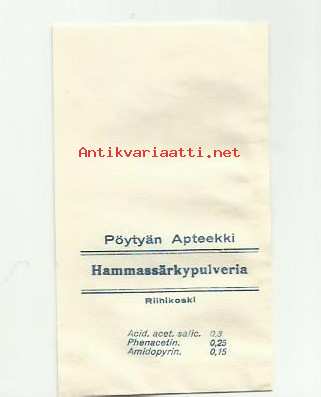 Antikvariaatti.net
Pöytyän Apteekki
Hammassärkypulveria
Riihikoski
Acid. acet. salic. 0,3
Phenacetin. 0,25
Amidopyrin. 0,15